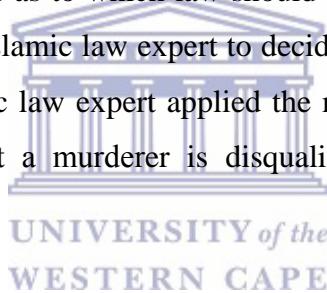 as to which law should
slamic law expert to decid
c law expert applied the
t a murderer is disquali
UNIVERSITY of the
WESTERN CAPE